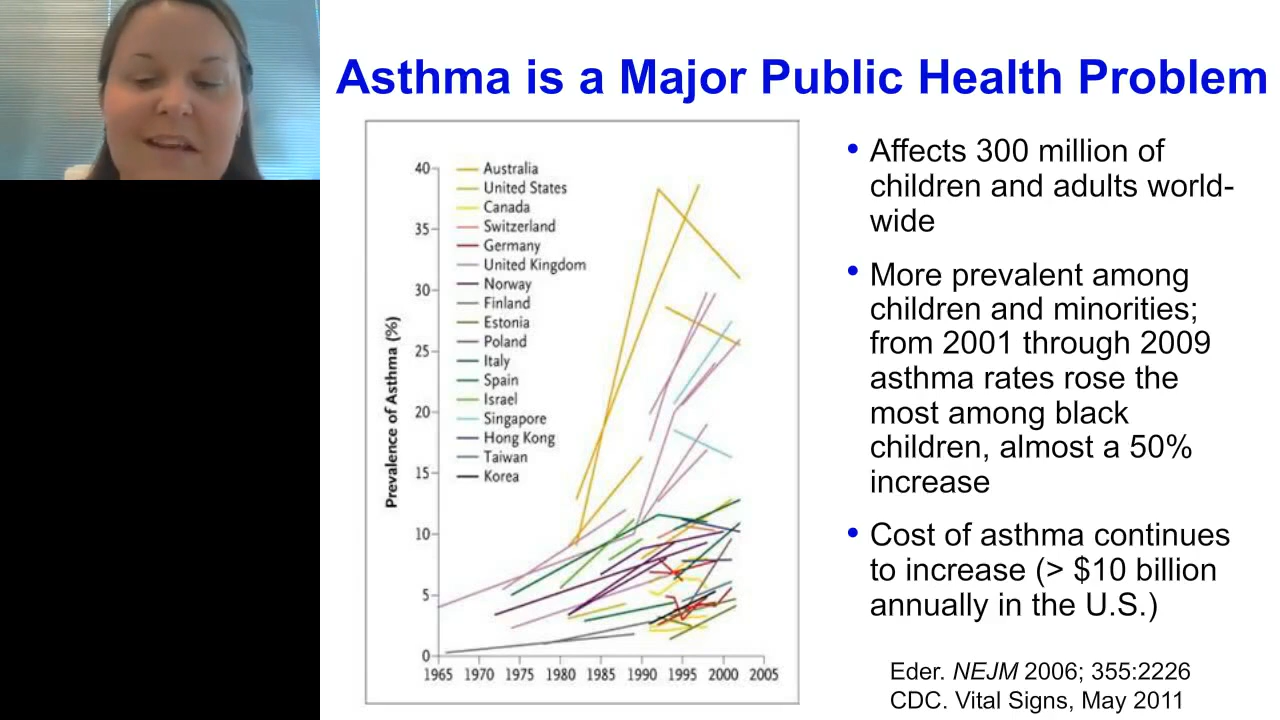 Asthma is a Major Public Health Problem
Prevalence of Asthma (%)
40
35
30
25
20
15
10
5
0
Australia
United States
Canada
Switzerland
Germany
United Kingdom
Norway
Finland
Estonia
Poland
Italy
Spain
Israel
Singapore
Hong Kong
Taiwan
Korea
1965 1970 1975 1980 1985 1990 1995 2000 2005
• Affects 300 million of
children and adults world-
wide
• More prevalent among
children and minorities;
from 2001 through 2009
asthma rates rose the
most among black
children, almost a 50%
increase
• Cost of asthma continues
to increase (> $10 billion
annually in the U.S.)
Eder. NEJM 2006; 355:2226
CDC. Vital Signs, May 2011